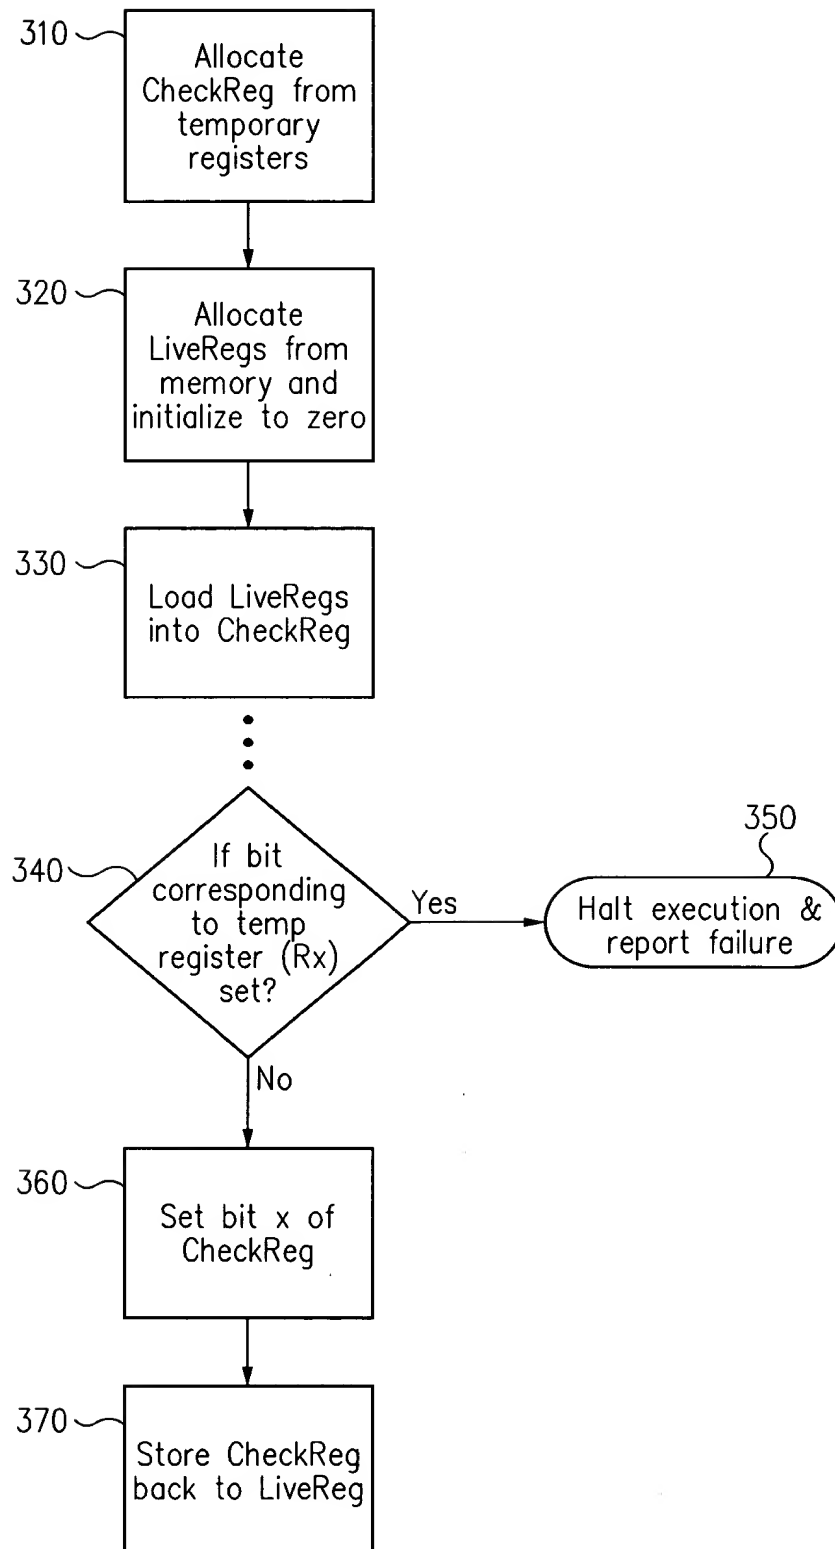 310
Allocate
CheckReg from
temporary
registers
320
Allocate
LiveRegs from
memory and
initialize to zero
330
Load LiveRegs
into CheckReg
340
If bit
corresponding
to temp
register (Rx)
set?
Yes
350
Halt execution &
report failure
No
360
Set bit x of
CheckReg
370
Store CheckReg
back to LiveReg